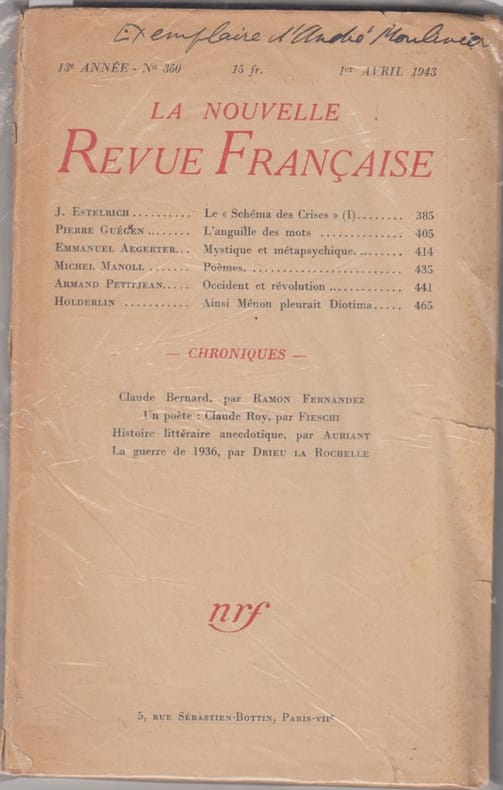 Exemplaire d'André Moulinier
13e ANNÉE - No 350 15 fr. 1er AVRIL 1943
LA NOUVELLE
REVUE FRANÇAISE
J. ESTELRICH .......... Le « Schéma des Crises » (I)........ 385
PIERRE GUÉGEN ....... L'anguille des mots .............. 405
EMMANUEL AEGERTER... Mystique et métapsychique. ........ 414
MICHEL MANOLL ....... Poèmes. ........................ 435
ARMAND PETITJEAN..... Occident et révolution ............ 441
HOLDERLIN ........... Ainsi Ménon pleurait Diotima..... 465
— CHRONIQUES —
Claude Bernard, par RAMON FERNANDEZ
Un poète : Claude Roy, par FIESCHI
Histoire littéraire anecdotique, par AURIANT
La guerre de 1936, par DRIEU LA ROCHELLE
nrf
5, RUE SÉBASTIEN-BOTTIN, PARIS-VIIe